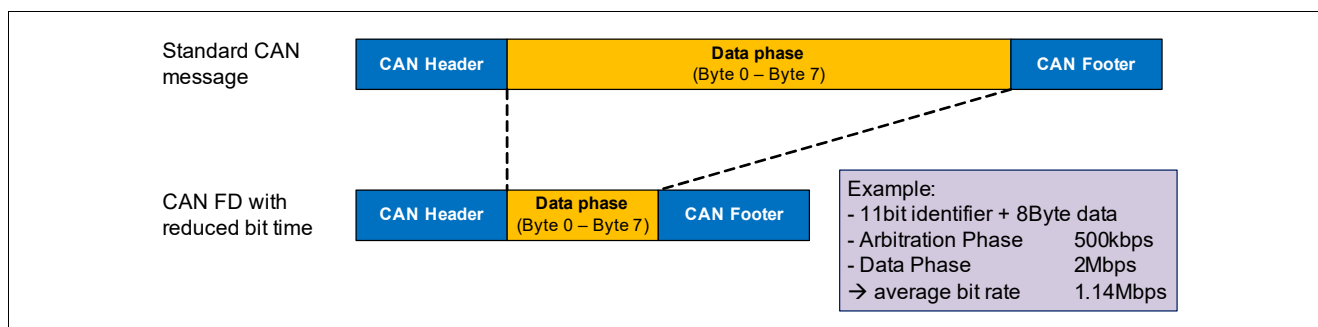 Standard CAN
message
CAN Header
Data phase
(Byte 0 – Byte 7)
CAN Footer
CAN FD with
reduced bit time
CAN Header
Data phase
(Byte 0 – Byte 7)
CAN Footer
Example:
- 11bit identifier + 8Byte data
- Arbitration Phase 500kbps
- Data Phase 2Mbps
→ average bit rate 1.14Mbps